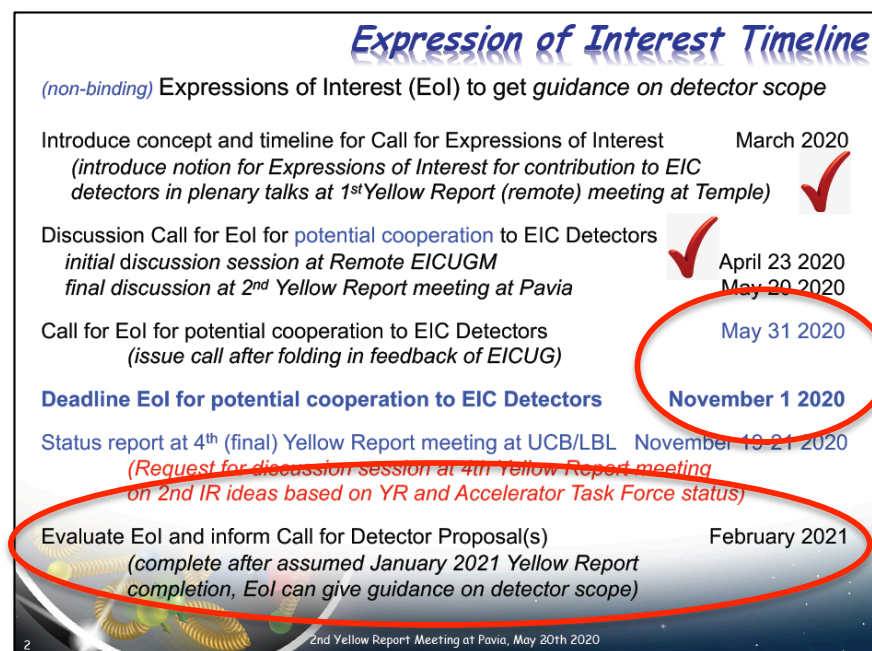 Expression of Interest Timeline
(non-binding) Expressions of Interest (EoI) to get guidance on detector scope
Introduce concept and timeline for Call for Expressions of Interest March 2020
(introduce notion for Expressions of Interest for contribution to EIC
detectors in plenary talks at 1stYellow Report (remote) meeting at Temple)
Discussion Call for EoI for potential cooperation to EIC Detectors
initial discussion session at Remote EICUGM April 23 2020
final discussion at 2nd Yellow Report meeting at Pavia May 20 2020
Call for EoI for potential cooperation to EIC Detectors May 31 2020
(issue call after folding in feedback of EICUG)
Deadline EoI for potential cooperation to EIC Detectors November 1 2020
Status report at 4th (final) Yellow Report meeting at UCB/LBL November 19-21 2020
(Request for discussion session at 4th Yellow Report meeting
on 2nd IR ideas based on YR and Accelerator Task Force status)
Evaluate EoI and inform Call for Detector Proposal(s) February 2021
(complete after assumed January 2021 Yellow Report
completion, EoI can give guidance on detector scope)
2 2nd Yellow Report Meeting at Pavia, May 20th 2020